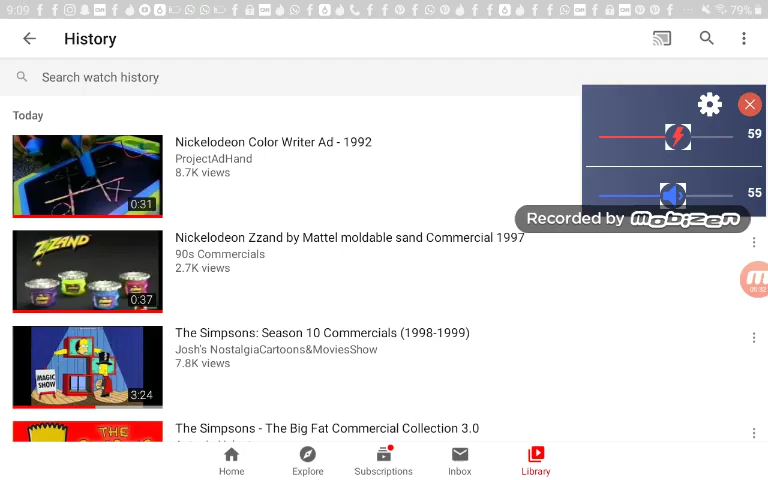 9:09
79%
History
Search watch history
Today
Nickelodeon Color Writer Ad - 1992
ProjectAdHand
8.7K views
0:31
59
55
Recorded by mobizen
Nickelodeon Zzand by Mattel moldable sand Commercial 1997
90s Commercials
2.7K views
ZZAND
0:37
The Simpsons: Season 10 Commercials (1998-1999)
Josh's NostalgiaCartoons&MoviesShow
7.8K views
MAGIC
SHOW
3:24
The Simpsons - The Big Fat Commercial Collection 3.0
THE
Home
Explore
Subscriptions
Inbox
Library